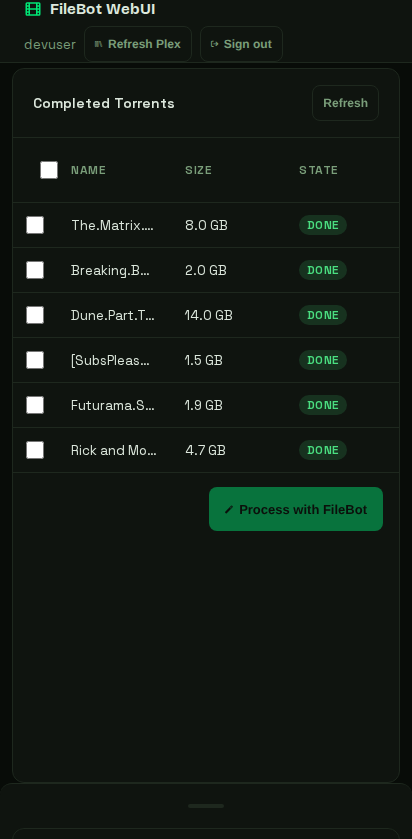 FileBot WebUI
devuser Refresh Plex Sign out
Completed Torrents Refresh
NAME SIZE STATE
The.Matrix.... 8.0 GB DONE
Breaking.B... 2.0 GB DONE
Dune.Part.T... 14.0 GB DONE
[SubsPleas... 1.5 GB DONE
Futurama.S... 1.9 GB DONE
Rick and Mo... 4.7 GB DONE
Process with FileBot